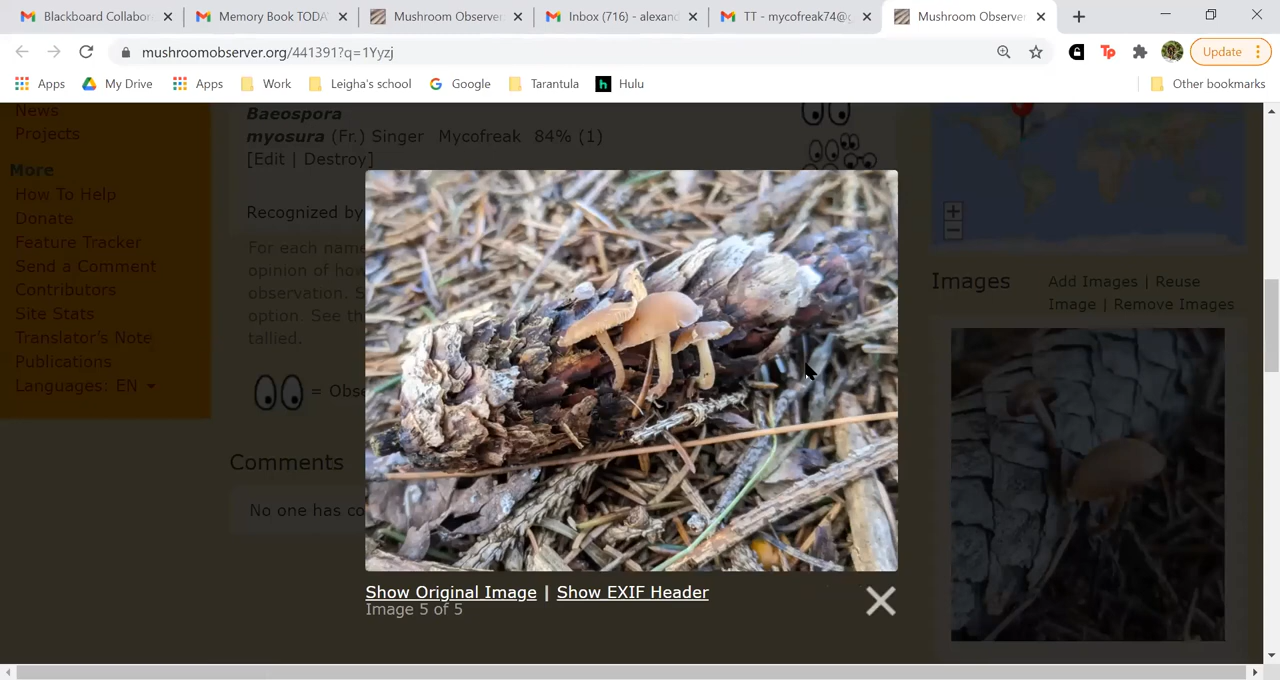 Blackboard Collabor
Memory Book TODA
Mushroom Observer
Inbox (716) - alexand
TT - mycofreak74@g
Mushroom Observe
mushroomobserver.org/441391?q=1Yyzj
Update
Apps
My Drive
Apps
Work
Leigha's school
Google
Tarantula
Hulu
Other bookmarks
News
Projects
More
How To Help
Donate
Feature Tracker
Send a Comment
Contributors
Site Stats
Translator's Note
Publications
Languages: EN
Baeospora
myosura (Fr.) Singer Mycofreak 84% (1)
[Edit | Destroy]
Recognized by
For each name
opinion of how
observation. S
option. See th
tallied.
= Obse
Comments
No one has co
Show Original Image | Show EXIF Header
Image 5 of 5
Images
Add Images | Reuse
Image | Remove Images